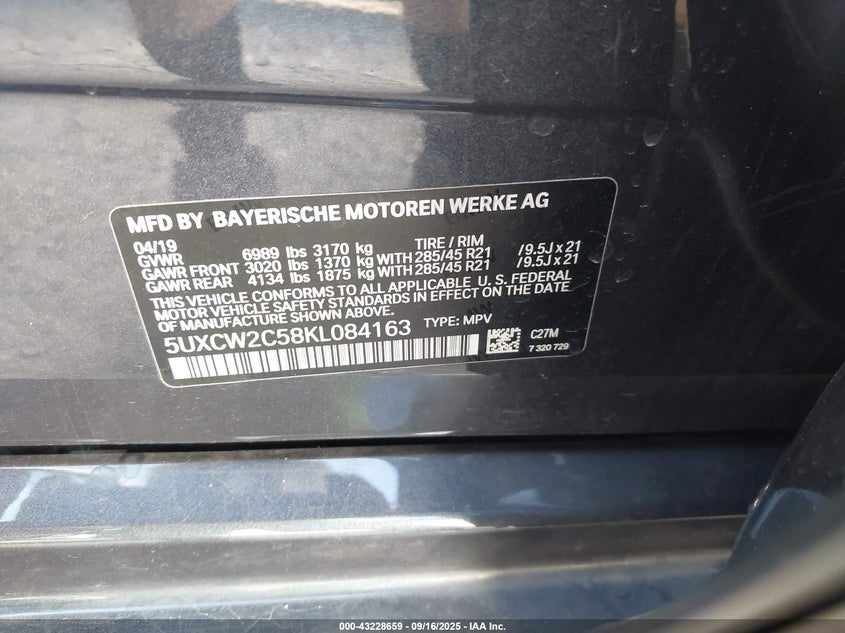 MFD BY BAYERISCHE MOTOREN WERKE AG
04/19 TIRE / RIM
GVWR 6989 lbs 3170 kg
GAWR FRONT 3020 lbs 1370 kg WITH 285/45 R21 /9.5J x 21
GAWR REAR 4134 lbs 1875 kg WITH 285/45 R21 /9.5J x 21
THIS VEHICLE CONFORMS TO ALL APPLICABLE U. S. FEDERAL
MOTOR VEHICLE SAFETY STANDARDS IN EFFECT ON THE DATE
OF MANUFACTURE SHOWN ABOVE.
5UXCW2C58KL084163 TYPE: MPV
C27M
7 320 729
000-43228659 - 09/16/2025 - IAA Inc.